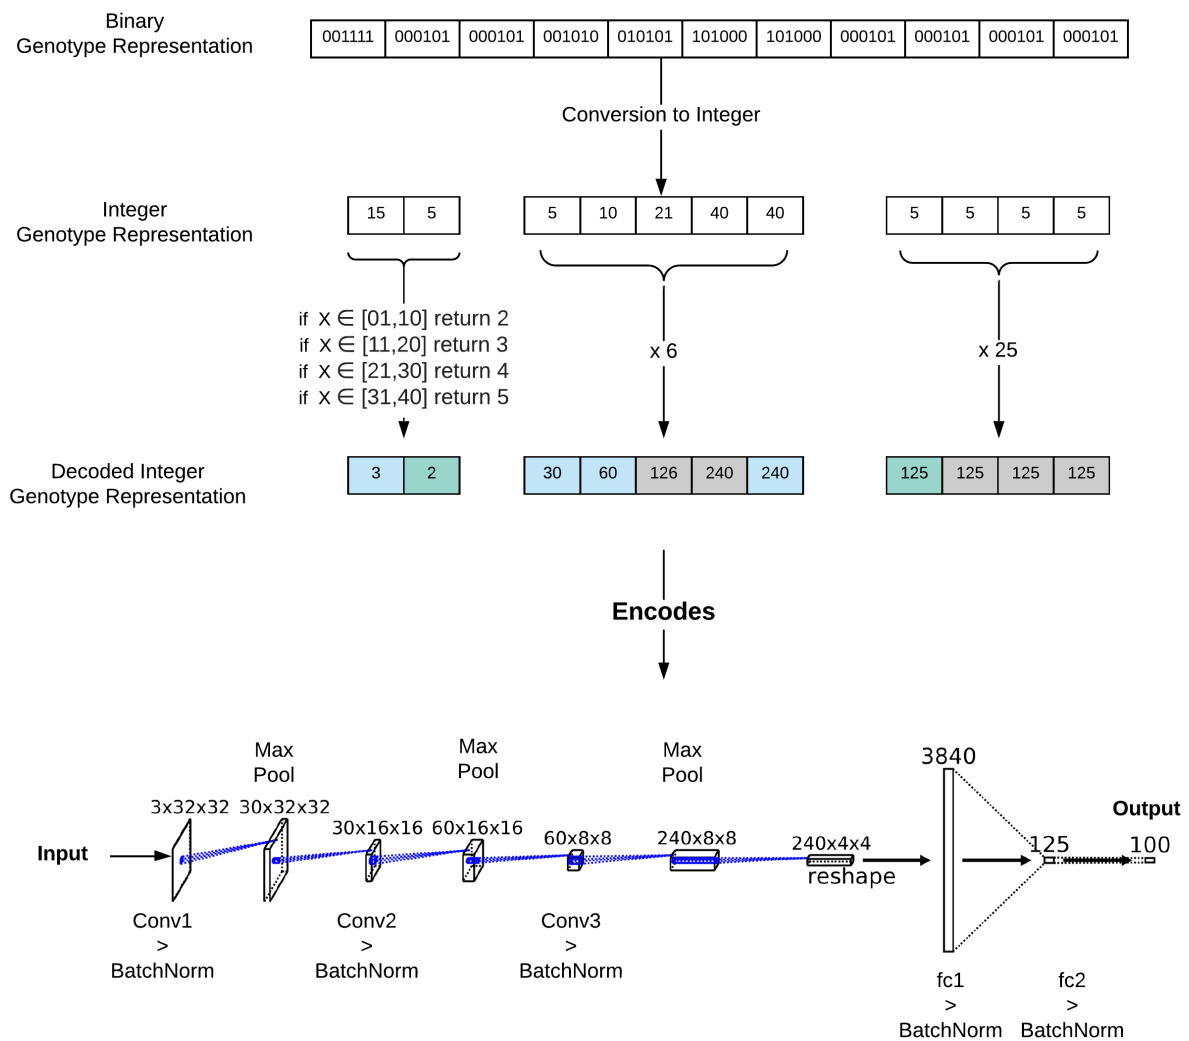 Binary
Genotype Representation
001111 000101 000101 001010 010101 101000 101000 000101 000101 000101 000101
Conversion to Integer
Integer
Genotype Representation
15 5
5 10 21 40 40
5 5 5 5
if X ∈ [01,10] return 2
if X ∈ [11,20] return 3
if X ∈ [21,30] return 4
if X ∈ [31,40] return 5
x 6
x 25
Decoded Integer
Genotype Representation
3 2
30 60 126 240 240
125 125 125 125
Encodes
Max
Pool
Max
Pool
Max
Pool
3840
Output
3x32x32 30x32x32
30x16x16 60x16x16
60x8x8 240x8x8
240x4x4
reshape
125 100
Input
Conv1
>
BatchNorm
Conv2
>
BatchNorm
Conv3
>
BatchNorm
fc1
>
BatchNorm
fc2
>
BatchNorm